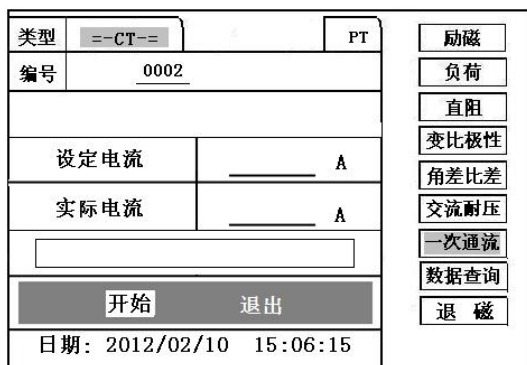 类型 =-CT-= PT
编号 0002
设定电流 A
实际电流 A
开始 退出
日期: 2012/02/10 15:06:15
励磁
负荷
直阻
变比极性
角差比差
交流耐压
一次通流
数据查询
退 磁